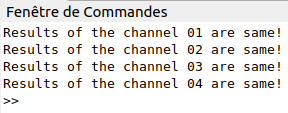 Fenêtre de Commandes
Results of the channel 01 are same!
Results of the channel 02 are same!
Results of the channel 03 are same!
Results of the channel 04 are same!
>>